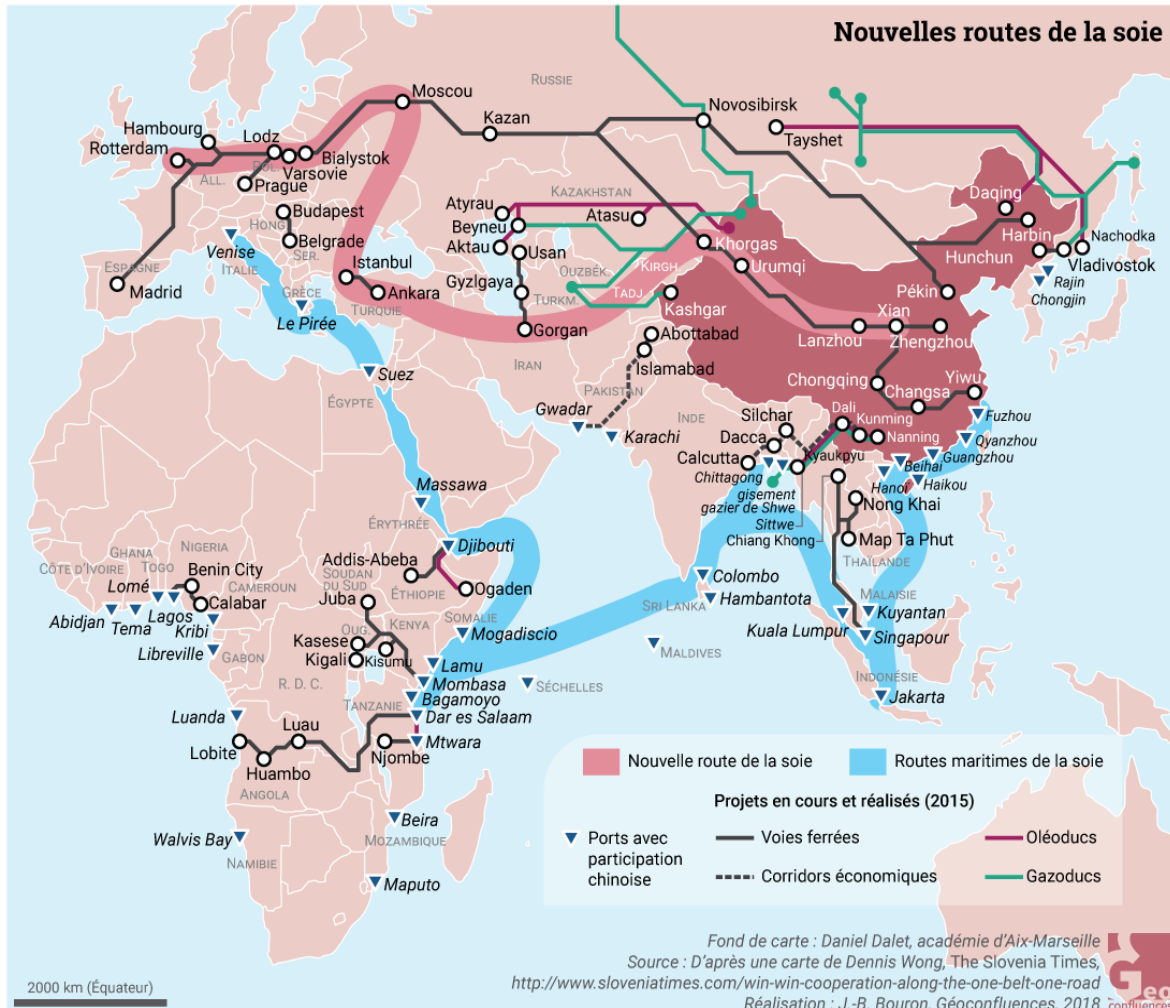 Nouvelles routes de la soie
RUSSIE
Moscou
Kazan
Novosibirsk
Tayshet
Hambourg
Rotterdam
Lodz
Bialystok
Varsovie
POL.
ALL.
Prague
Budapest
HONG
Belgrade
SER.
Venise
ITALIE
ESPAGNE
Madrid
GRÈCE
Le Pirée
Istanbul
Ankara
TURQUIE
KAZAKHSTAN
Atyrau
Beyneu
Aktau
Atasu
Usan
Gyzlgaya
OUZBÉK.
TURKM.
KIRGH
TADJ.
Gorgan
IRAN
Khorgas
Urumqi
Kashgar
Daqing
Harbin
Hunchun
Nachodka
Vladivostok
Rajin
Chongjin
Pékin
Xian
Lanzhou
Zhengzhou
Chongqing
Changsa
Yiwu
Abottabad
Islamabad
PAKISTAN
Gwadar
Karachi
INDE
Suez
ÉGYPTE
Silchar
Dacca
Calcutta
Chittagong
gisement
gazier de Shwe
Sittwe
Kyaukpyu
Chiang Khong
Dali
Kunming
Nanning
Fuzhou
Qyanzhou
Guangzhou
Beihai
Haikou
Hanoi
Nong Khai
Map Ta Phut
THAÏLANDE
Massawa
ÉRYTHRÉE
Djibouti
Addis-Abeba
SOUDAN
DU SUD
ÉTHIOPIE
Ogaden
SOMALIE
Juba
OUG.
KENYA
Kasese
Kigali
Kisumu
Mogadiscio
Lamu
Mombasa
Bagamoyo
TANZANIE
Dar es Salaam
Mtwara
Njombe
CÔTE D'IVOIRE
GHANA
TOGO
NIGERIA
Benin City
CAMEROUN
Lomé
Calabar
Lagos
Abidjan
Tema
Kribi
Libreville
GABON
R. D. C.
Luanda
Luau
Lobite
Huambo
ANGOLA
Walvis Bay
NAMIBIE
Beira
MOZAMBIQUE
Maputo
Colombo
SRI LANKA
Hambantota
MALDIVES
SÉCHELLES
MALAISIE
Kuyantan
Kuala Lumpur
Singapour
INDONÉSIE
Jakarta
Nouvelle route de la soie
Routes maritimes de la soie
Projets en cours et réalisés (2015)
Ports avec
participation
chinoise
Voies ferrées
Oléoducs
Corridors économiques
Gazoducs
Fond de carte : Daniel Dalet, académie d'Aix-Marseille
Source : D'après une carte de Dennis Wong, The Slovenia Times,
http://www.sloveniatimes.com/win-win-cooperation-along-the-one-belt-one-road
Réalisation : J.-B. Bouron, Géoconfluences, 2018
Géo
confluences
2000 km (Équateur)